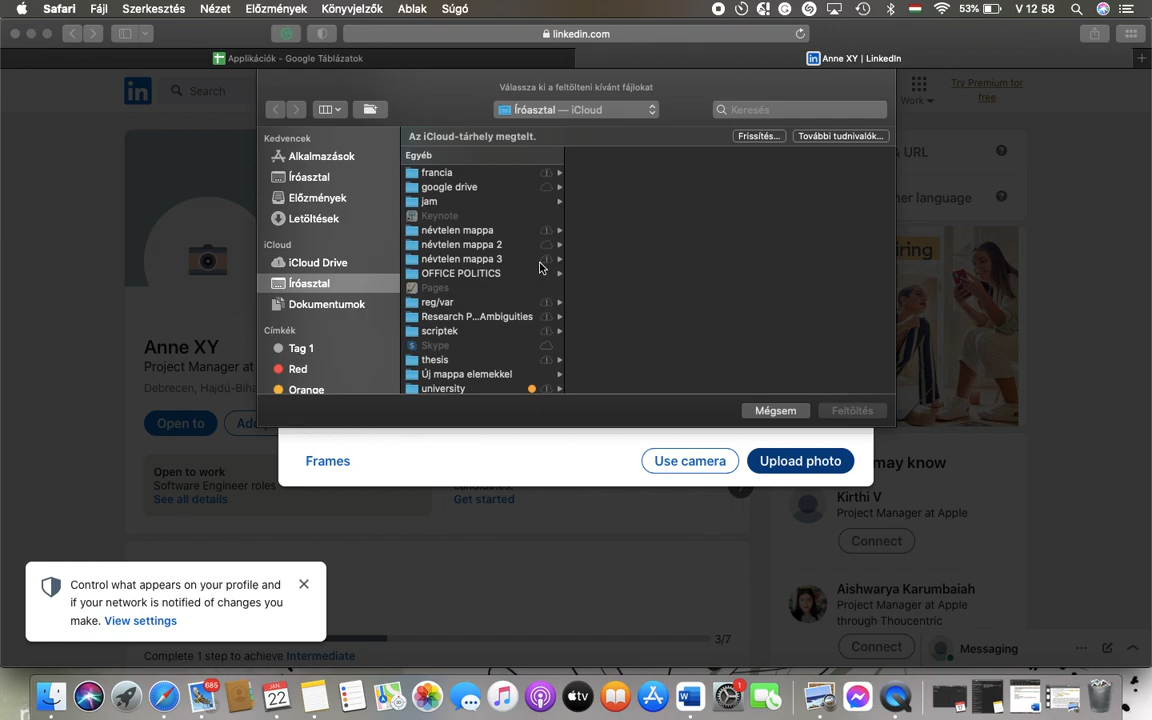 Safari Fájl Szerkesztés Nézet Előzmények Könyvjelzők Ablak Súgó 53% V 12 58
linkedin.com
Applikációk - Google Táblázatok
in Anne XY | LinkedIn
Válassza ki a feltölteni kívánt fájlokat
in Search
Work
Try Premium for
free
Íróasztal — iCloud
Keresés
Kedvencek
Alkalmazások
Íróasztal
Előzmények
Letöltések
iCloud
iCloud Drive
Íróasztal
Dokumentumok
Címkék
Tag 1
Red
Orange
Az iCloud-tárhely megtelt.
Frissítés...
További tudnivalók...
Egyéb
francia
google drive
jam
Keynote
névtelen mappa
névtelen mappa 2
névtelen mappa 3
OFFICE POLITICS
Pages
reg/var
Research P...Ambiguities
scriptek
Skype
thesis
Új mappa elemekkel
university
Mégsem
Feltöltés
& URL
her language
iring
Anne XY
Project Manager at
Debrecen, Hajdú-Biha
Open to
Frames
Use camera
Upload photo
Open to work
Software Engineer roles
See all details
Get started
may know
Kirthi V
Project Manager at Apple
Connect
Aishwarya Karumbaiah
Project Manager at Apple
through Thoucentric
Connect
Control what appears on your profile and
if your network is notified of changes you
make. View settings
3/7
Complete 1 step to achieve Intermediate
Messaging
685
22
tv
1